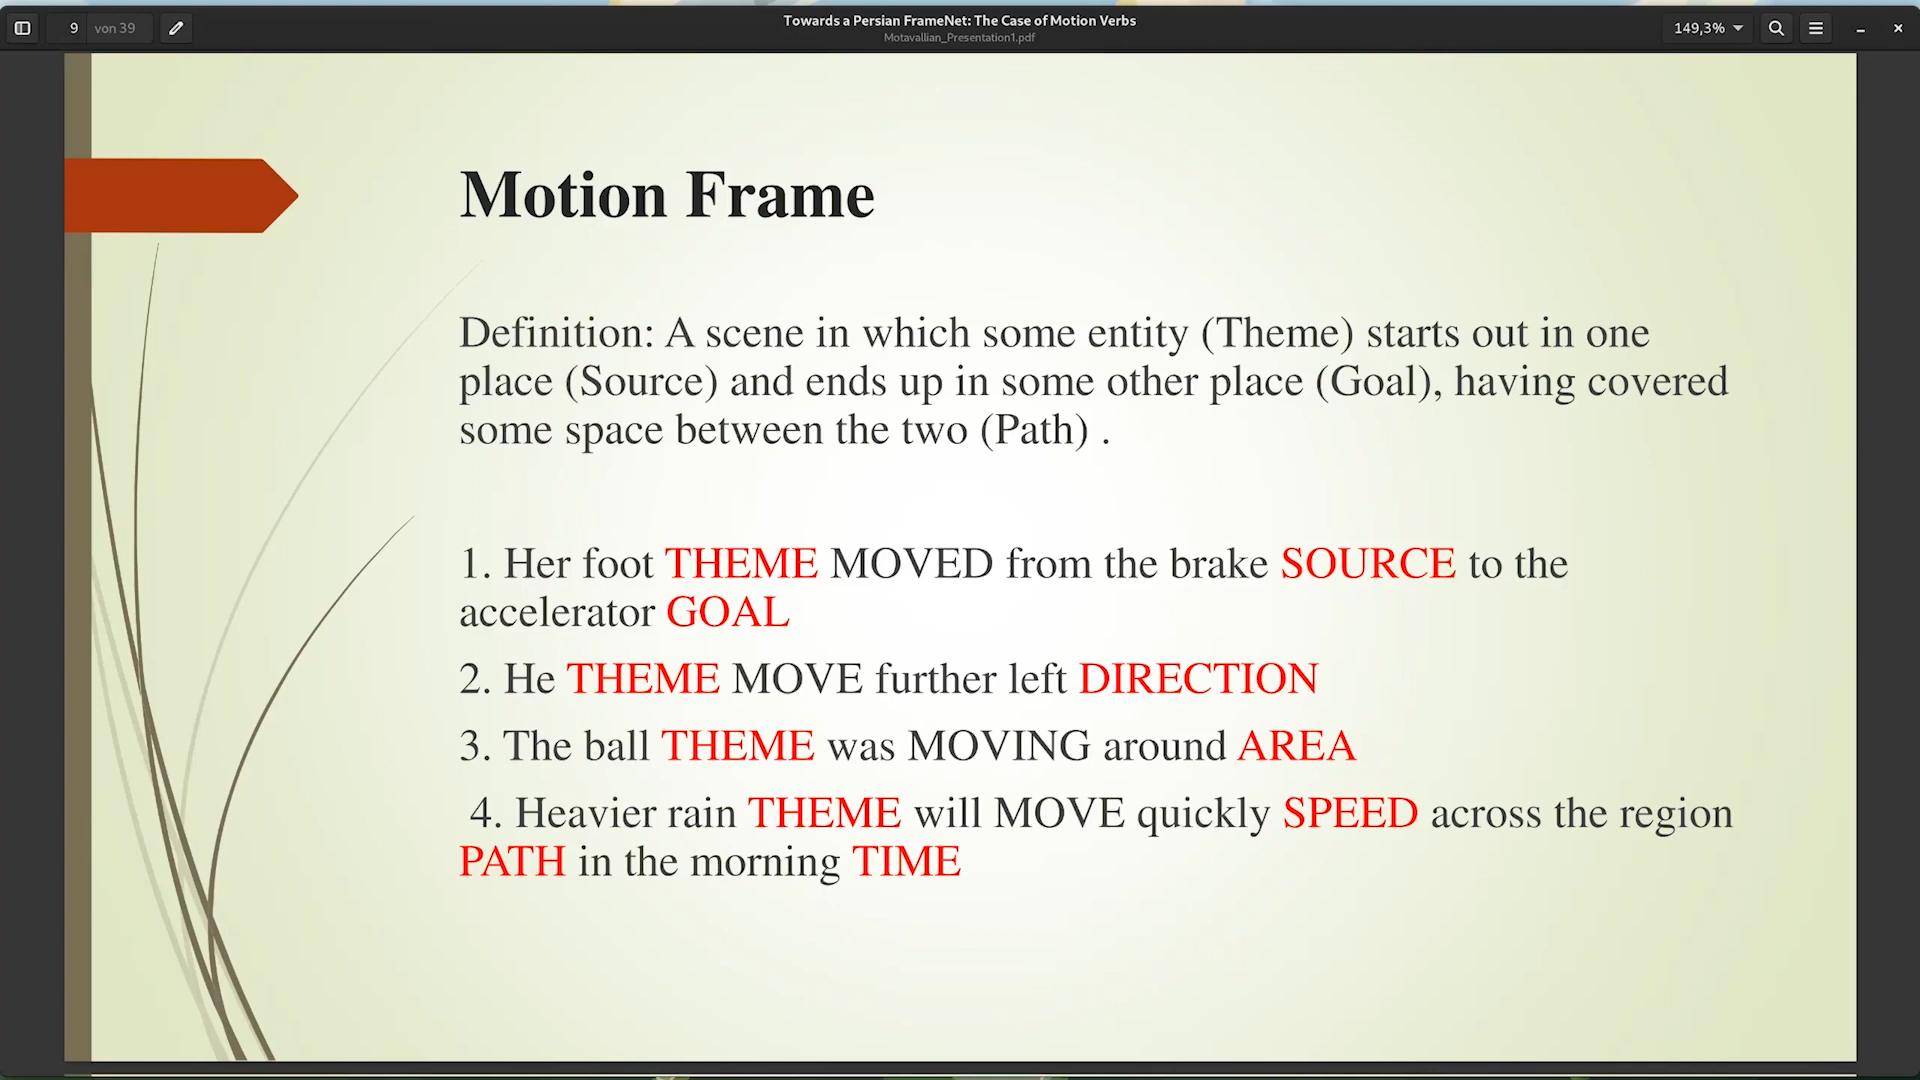 9 von 39
Towards a Persian FrameNet: The Case of Motion Verbs
Motavallian_Presentation1.pdf
149,3%
Motion Frame
Definition: A scene in which some entity (Theme) starts out in one
place (Source) and ends up in some other place (Goal), having covered
some space between the two (Path) .
1. Her foot THEME MOVED from the brake SOURCE to the
accelerator GOAL
2. He THEME MOVE further left DIRECTION
3. The ball THEME was MOVING around AREA
4. Heavier rain THEME will MOVE quickly SPEED across the region
PATH in the morning TIME